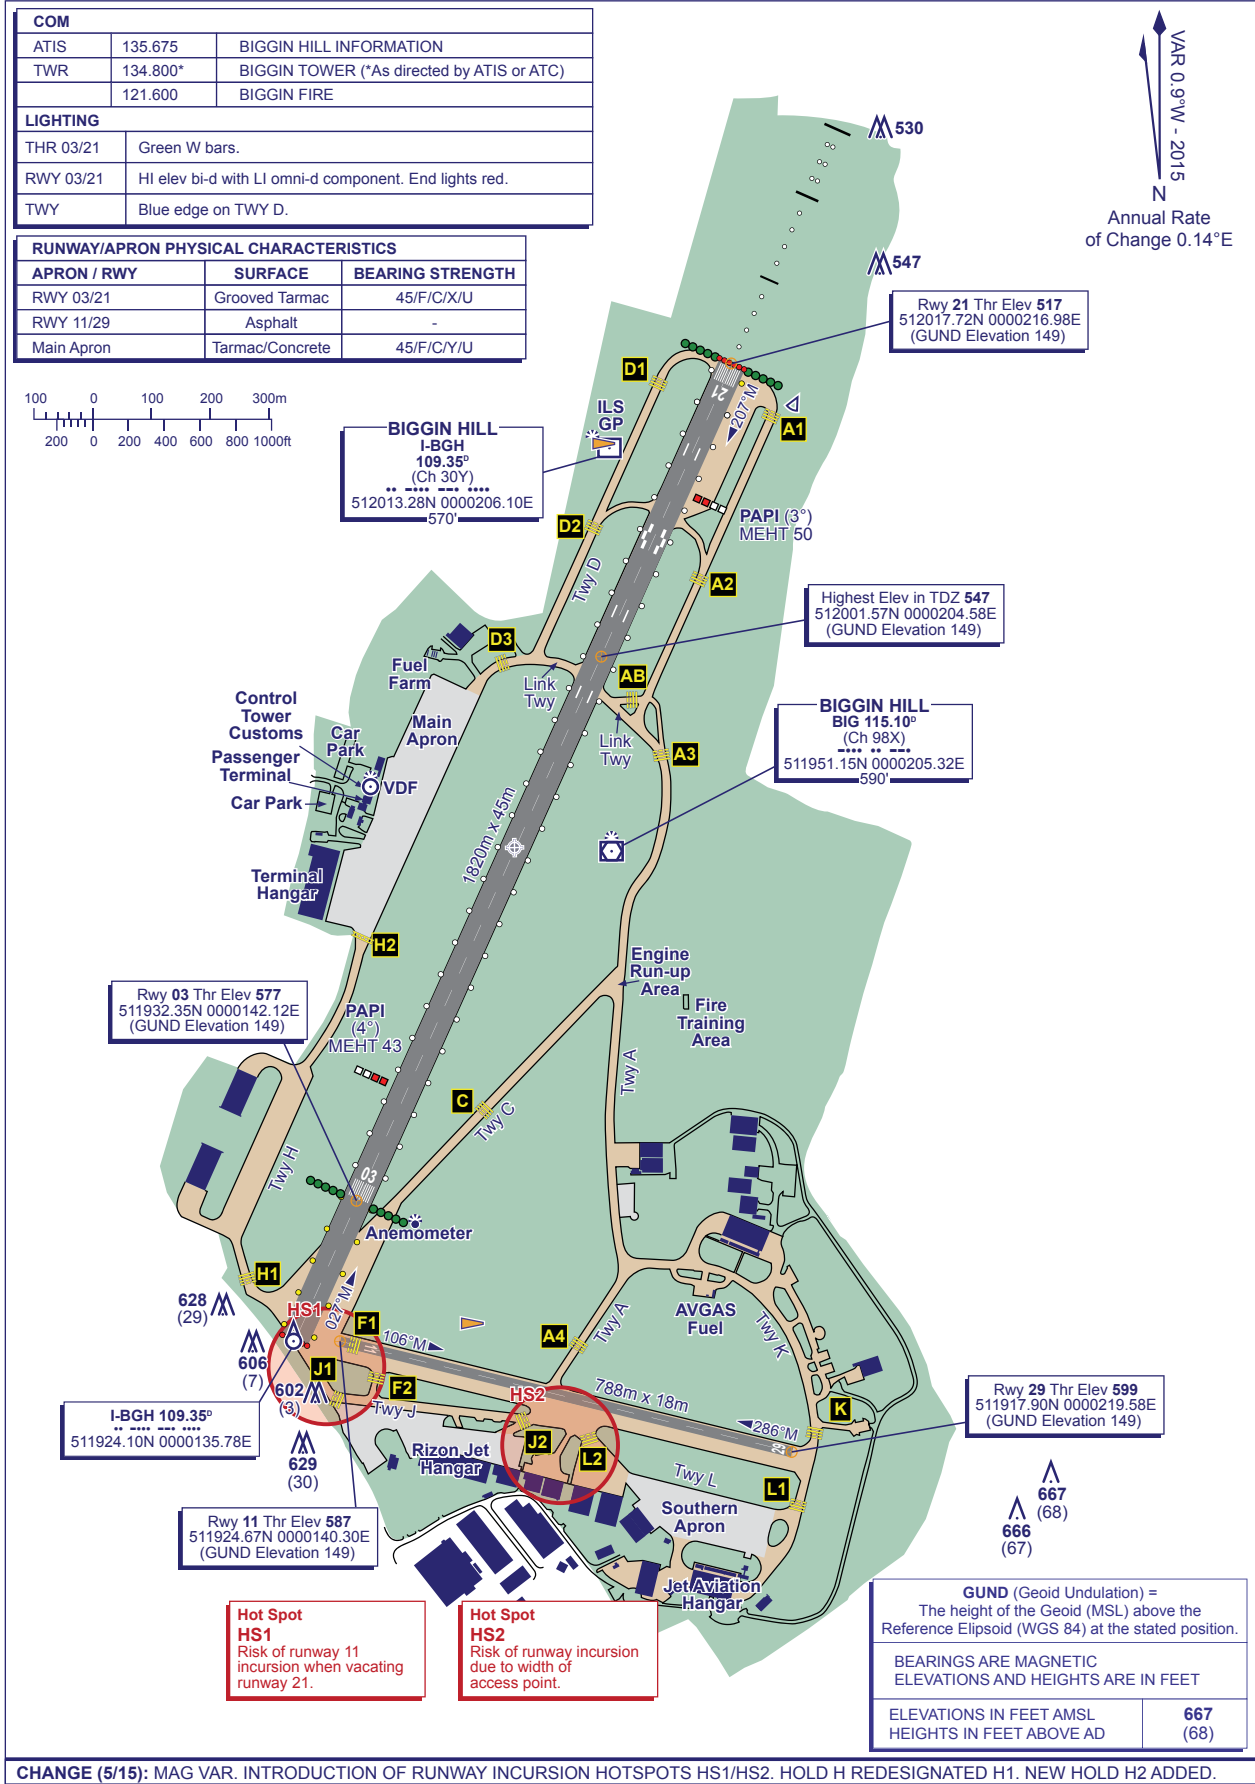 COM
ATIS 135.675 BIGGIN HILL INFORMATION
TWR 134.800* BIGGIN TOWER (*As directed by ATIS or ATC)
121.600 BIGGIN FIRE
LIGHTING
THR 03/21 Green W bars.
RWY 03/21 HI elev bi-d with LI omni-d component. End lights red.
TWY Blue edge on TWY D.
RUNWAY/APRON PHYSICAL CHARACTERISTICS
APRON / RWY SURFACE BEARING STRENGTH
RWY 03/21 Grooved Tarmac 45/F/C/X/U
RWY 11/29 Asphalt -
Main Apron Tarmac/Concrete 45/F/C/Y/U
100 0 100 200 300m
200 0 200 400 600 800 1000ft
VAR 0.9°W - 2015
N
Annual Rate
of Change 0.14°E
530
547
Rwy 21 Thr Elev 517
512017.72N 0000216.98E
(GUND Elevation 149)
D1
21
207°M
A1
ILS
GP
BIGGIN HILL
I-BGH
109.35ᴰ
(Ch 30Y)
512013.28N 0000206.10E
570'
PAPI (3°)
MEHT 50
D2
Twy D
A2
Highest Elev in TDZ 547
512001.57N 0000204.58E
(GUND Elevation 149)
D3
Fuel
Farm
Link
Twy
AB
Link
Twy
A3
Control
Tower
Customs
Car
Park
Main
Apron
Passenger
Terminal
VDF
Car Park
BIGGIN HILL
BIG 115.10ᴰ
(Ch 98X)
511951.15N 0000205.32E
590'
1820m x 45m
Terminal
Hangar
H2
Engine
Run-up
Area
Fire
Training
Area
Rwy 03 Thr Elev 577
511932.35N 0000142.12E
(GUND Elevation 149)
PAPI
(4°)
MEHT 43
Twy A
C
Twy C
Twy H
03
Anemometer
H1
628
(29)
HS1
027°M
F1
106°M
606
(7)
J1
602
(3)
F2
Twy J
HS2
A4
Twy A
AVGAS
Fuel
Twy K
788m x 18m
K
286°M
29
Rwy 29 Thr Elev 599
511917.90N 0000219.58E
(GUND Elevation 149)
I-BGH 109.35ᴰ
511924.10N 0000135.78E
629
(30)
Rizon Jet
Hangar
J2
L2
Twy L
L1
Southern
Apron
667
(68)
666
(67)
Rwy 11 Thr Elev 587
511924.67N 0000140.30E
(GUND Elevation 149)
Jet Aviation
Hangar
Hot Spot
HS1
Risk of runway 11
incursion when vacating
runway 21.
Hot Spot
HS2
Risk of runway incursion
due to width of
access point.
GUND (Geoid Undulation) =
The height of the Geoid (MSL) above the
Reference Elipsoid (WGS 84) at the stated position.
BEARINGS ARE MAGNETIC
ELEVATIONS AND HEIGHTS ARE IN FEET
ELEVATIONS IN FEET AMSL 667
HEIGHTS IN FEET ABOVE AD (68)
CHANGE (5/15): MAG VAR. INTRODUCTION OF RUNWAY INCURSION HOTSPOTS HS1/HS2. HOLD H REDESIGNATED H1. NEW HOLD H2 ADDED.